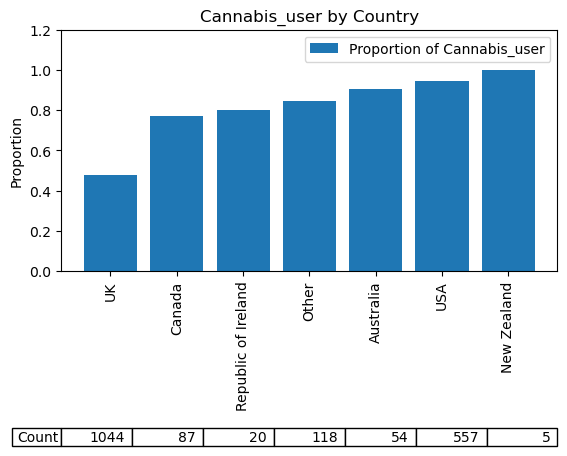 Cannabis_user by Country
Proportion of Cannabis_user
Proportion
1.2
1.0
0.8
0.6
0.4
0.2
0.0
UK
Canada
Republic of Ireland
Other
Australia
USA
New Zealand
Count 1044 87 20 118 54 557 5